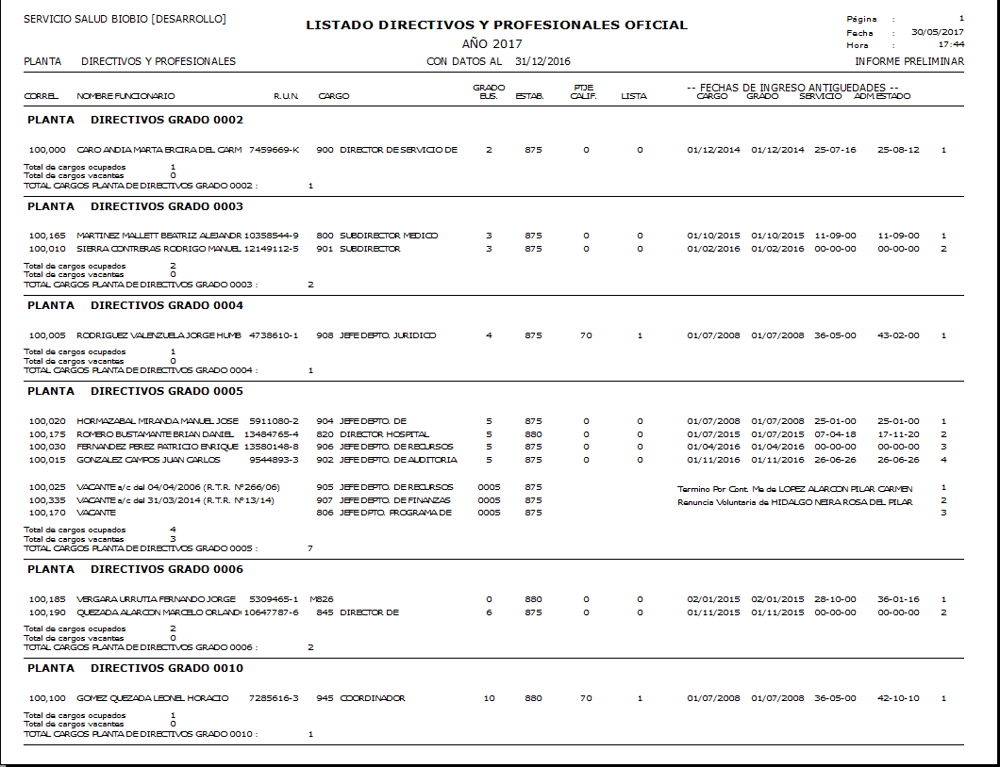 SERVICIO SALUD BIOBIO [DESARROLLO] LISTADO DIRECTIVOS Y PROFESIONALES OFICIAL Página : 1
AÑO 2017 Fecha : 30/05/2017
Hora : 17:44
PLANTA DIRECTIVOS Y PROFESIONALES CON DATOS AL 31/12/2016 INFORME PRELIMINAR
GRADO PTJE -- FECHAS DE INGRESO ANTIGUEDADES --
CORREL NOMBRE FUNCIONARIO R.U.N. CARGO EUS. ESTAB. CALIF. LISTA CARGO GRADO SERVICIO ADM.ESTADO
PLANTA DIRECTIVOS GRADO 0002
100,000 CARO ANDIA MARTA ERCIRA DEL CARM 7459669-K 900 DIRECTOR DE SERVICIO DE 2 875 0 0 01/12/2014 01/12/2014 25-07-16 25-08-12 1
Total de cargos ocupados 1
Total de cargos vacantes 0
TOTAL CARGOS PLANTA DE DIRECTIVOS GRADO 0002 : 1
PLANTA DIRECTIVOS GRADO 0003
100,165 MARTINEZ MALLETT BEATRIZ ALEJANDR 10358544-9 800 SUBDIRECTOR MEDICO 3 875 0 0 01/10/2015 01/10/2015 11-09-00 11-09-00 1
100,010 SIERRA CONTRERAS RODRIGO MANUEL 12149112-5 901 SUBDIRECTOR 3 875 0 0 01/02/2016 01/02/2016 00-00-00 00-00-00 2
Total de cargos ocupados 2
Total de cargos vacantes 0
TOTAL CARGOS PLANTA DE DIRECTIVOS GRADO 0003 : 2
PLANTA DIRECTIVOS GRADO 0004
100,005 RODRIGUEZ VALENZUELA JORGE HUMB 4738610-1 908 JEFE DEPTO. JURIDICO 4 875 70 1 01/07/2008 01/07/2008 36-05-00 43-02-00 1
Total de cargos ocupados 1
Total de cargos vacantes 0
TOTAL CARGOS PLANTA DE DIRECTIVOS GRADO 0004 : 1
PLANTA DIRECTIVOS GRADO 0005
100,020 HORMAZABAL MIRANDA MANUEL JOSE 5911080-2 904 JEFE DEPTO. DE 5 875 0 0 01/07/2008 01/07/2008 25-01-00 25-01-00 1
100,175 ROMERO BUSTAMANTE BRIAN DANIEL 13484765-4 820 DIRECTOR HOSPITAL 5 880 0 0 01/07/2015 01/07/2015 07-04-18 17-11-20 2
100,030 FERNANDEZ PEREZ PATRICIO ENRIQUE 13580148-8 906 JEFE DEPTO. DE RECURSOS 5 875 0 0 01/04/2016 01/04/2016 00-00-00 00-00-00 3
100,015 GONZALEZ CAMPOS JUAN CARLOS 9544893-3 902 JEFE DEPTO. DE AUDITORIA 5 875 0 0 01/11/2016 01/11/2016 26-06-26 26-06-26 4
100,025 VACANTE a/c del 04/04/2006 (R.T.R. Nº266/06) 905 JEFE DEPTO. DE RECURSOS 0005 875 Termino Por Cont. Me de LOPEZ ALARCON PILAR CARMEN 1
100,335 VACANTE a/c del 31/03/2014 (R.T.R. Nº13/14) 907 JEFE DEPTO. DE FINANZAS 0005 875 Renuncia Voluntaria de HIDALGO NEIRA ROSA DEL PILAR 2
100,170 VACANTE 806 JEFE DPTO. PROGRAMA DE 0005 875 3
Total de cargos ocupados 4
Total de cargos vacantes 3
TOTAL CARGOS PLANTA DE DIRECTIVOS GRADO 0005 : 7
PLANTA DIRECTIVOS GRADO 0006
100,185 VERGARA URRUTIA FERNANDO JORGE 5309465-1 M826 0 880 0 0 02/01/2015 02/01/2015 28-10-00 36-01-16 1
100,190 QUEZADA ALARCON MARCELO ORLAND 10647787-6 845 DIRECTOR DE 6 875 0 0 01/11/2015 01/11/2015 00-00-00 00-00-00 2
Total de cargos ocupados 2
Total de cargos vacantes 0
TOTAL CARGOS PLANTA DE DIRECTIVOS GRADO 0006 : 2
PLANTA DIRECTIVOS GRADO 0010
100,100 GOMEZ QUEZADA LEONEL HORACIO 7285616-3 945 COORDINADOR 10 880 70 1 01/07/2008 01/07/2008 36-05-00 42-10-10 1
Total de cargos ocupados 1
Total de cargos vacantes 0
TOTAL CARGOS PLANTA DE DIRECTIVOS GRADO 0010 : 1